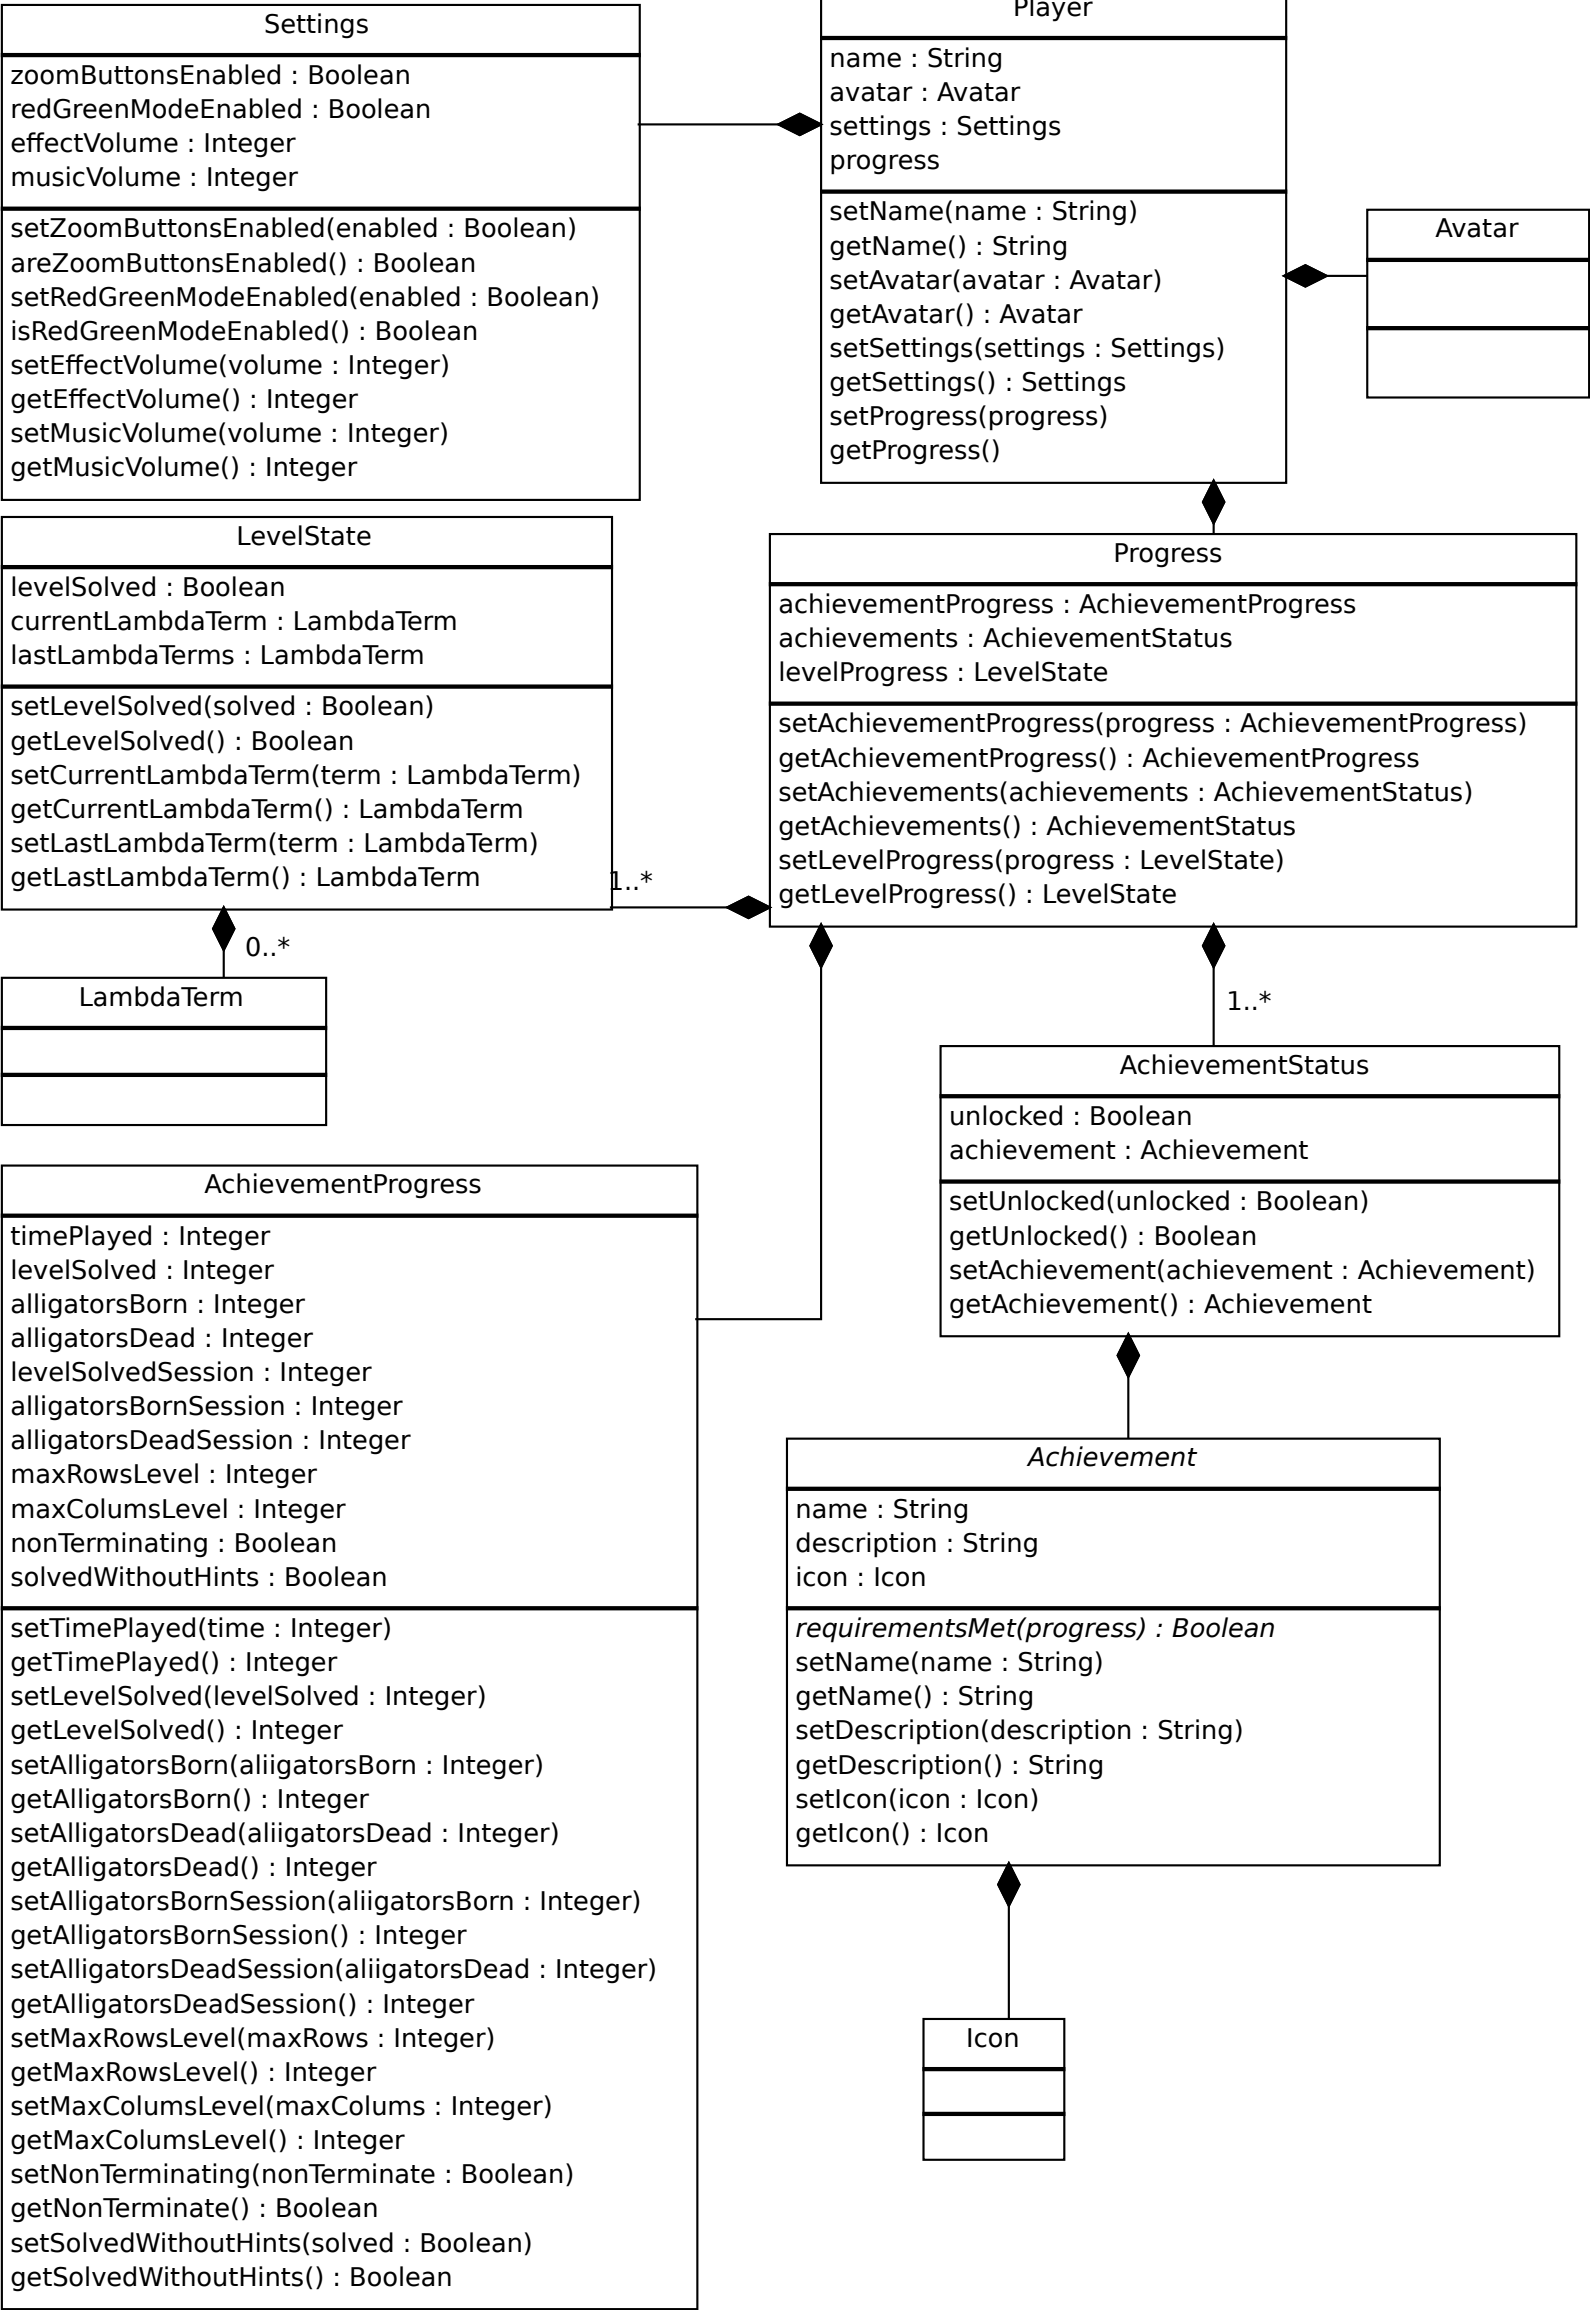 Settings
zoomButtonsEnabled : Boolean
redGreenModeEnabled : Boolean
effectVolume : Integer
musicVolume : Integer
setZoomButtonsEnabled(enabled : Boolean)
areZoomButtonsEnabled() : Boolean
setRedGreenModeEnabled(enabled : Boolean)
isRedGreenModeEnabled() : Boolean
setEffectVolume(volume : Integer)
getEffectVolume() : Integer
setMusicVolume(volume : Integer)
getMusicVolume() : Integer
Player
name : String
avatar : Avatar
settings : Settings
progress
setName(name : String)
getName() : String
setAvatar(avatar : Avatar)
getAvatar() : Avatar
setSettings(settings : Settings)
getSettings() : Settings
setProgress(progress)
getProgress()
Avatar
LevelState
levelSolved : Boolean
currentLambdaTerm : LambdaTerm
lastLambdaTerms : LambdaTerm
setLevelSolved(solved : Boolean)
getLevelSolved() : Boolean
setCurrentLambdaTerm(term : LambdaTerm)
getCurrentLambdaTerm() : LambdaTerm
setLastLambdaTerm(term : LambdaTerm)
getLastLambdaTerm() : LambdaTerm
1..*
0..*
LambdaTerm
Progress
achievementProgress : AchievementProgress
achievements : AchievementStatus
levelProgress : LevelState
setAchievementProgress(progress : AchievementProgress)
getAchievementProgress() : AchievementProgress
setAchievements(achievements : AchievementStatus)
getAchievements() : AchievementStatus
setLevelProgress(progress : LevelState)
getLevelProgress() : LevelState
1..*
AchievementStatus
unlocked : Boolean
achievement : Achievement
setUnlocked(unlocked : Boolean)
getUnlocked() : Boolean
setAchievement(achievement : Achievement)
getAchievement() : Achievement
AchievementProgress
timePlayed : Integer
levelSolved : Integer
alligatorsBorn : Integer
alligatorsDead : Integer
levelSolvedSession : Integer
alligatorsBornSession : Integer
alligatorsDeadSession : Integer
maxRowsLevel : Integer
maxColumsLevel : Integer
nonTerminating : Boolean
solvedWithoutHints : Boolean
setTimePlayed(time : Integer)
getTimePlayed() : Integer
setLevelSolved(levelSolved : Integer)
getLevelSolved() : Integer
setAlligatorsBorn(aliigatorsBorn : Integer)
getAlligatorsBorn() : Integer
setAlligatorsDead(aliigatorsDead : Integer)
getAlligatorsDead() : Integer
setAlligatorsBornSession(aliigatorsBorn : Integer)
getAlligatorsBornSession() : Integer
setAlligatorsDeadSession(aliigatorsDead : Integer)
getAlligatorsDeadSession() : Integer
setMaxRowsLevel(maxRows : Integer)
getMaxRowsLevel() : Integer
setMaxColumsLevel(maxColums : Integer)
getMaxColumsLevel() : Integer
setNonTerminating(nonTerminate : Boolean)
getNonTerminate() : Boolean
setSolvedWithoutHints(solved : Boolean)
getSolvedWithoutHints() : Boolean
Achievement
name : String
description : String
icon : Icon
requirementsMet(progress) : Boolean
setName(name : String)
getName() : String
setDescription(description : String)
getDescription() : String
setIcon(icon : Icon)
getIcon() : Icon
Icon